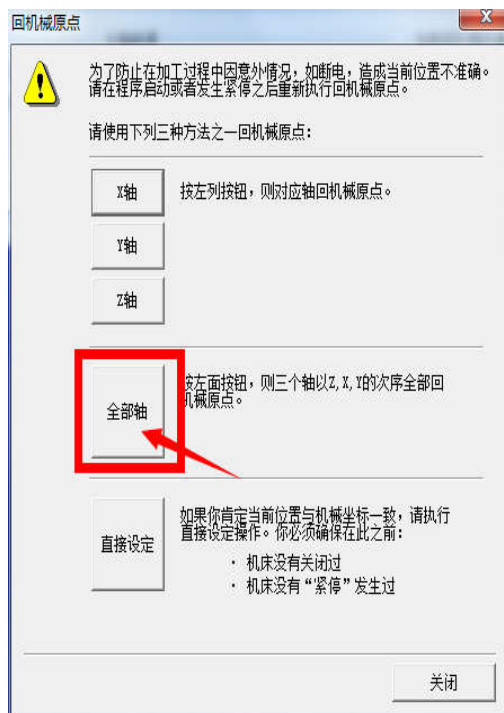 回机械原点
为了防止在加工过程中因意外情况，如断电，造成当前位置不准确。
请在程序启动或者发生紧停之后重新执行回机械原点。
请使用下列三种方法之一回机械原点：
X轴
按左列按钮，则对应轴回机械原点。
Y轴
Z轴
全部轴
按左面按钮，则三个轴以Z,X,Y的次序全部回
机械原点。
直接设定
如果你肯定当前位置与机械坐标一致，请执行
直接设定操作。你必须确保在此之前：
· 机床没有关闭过
· 机床没有“紧停”发生过
关闭